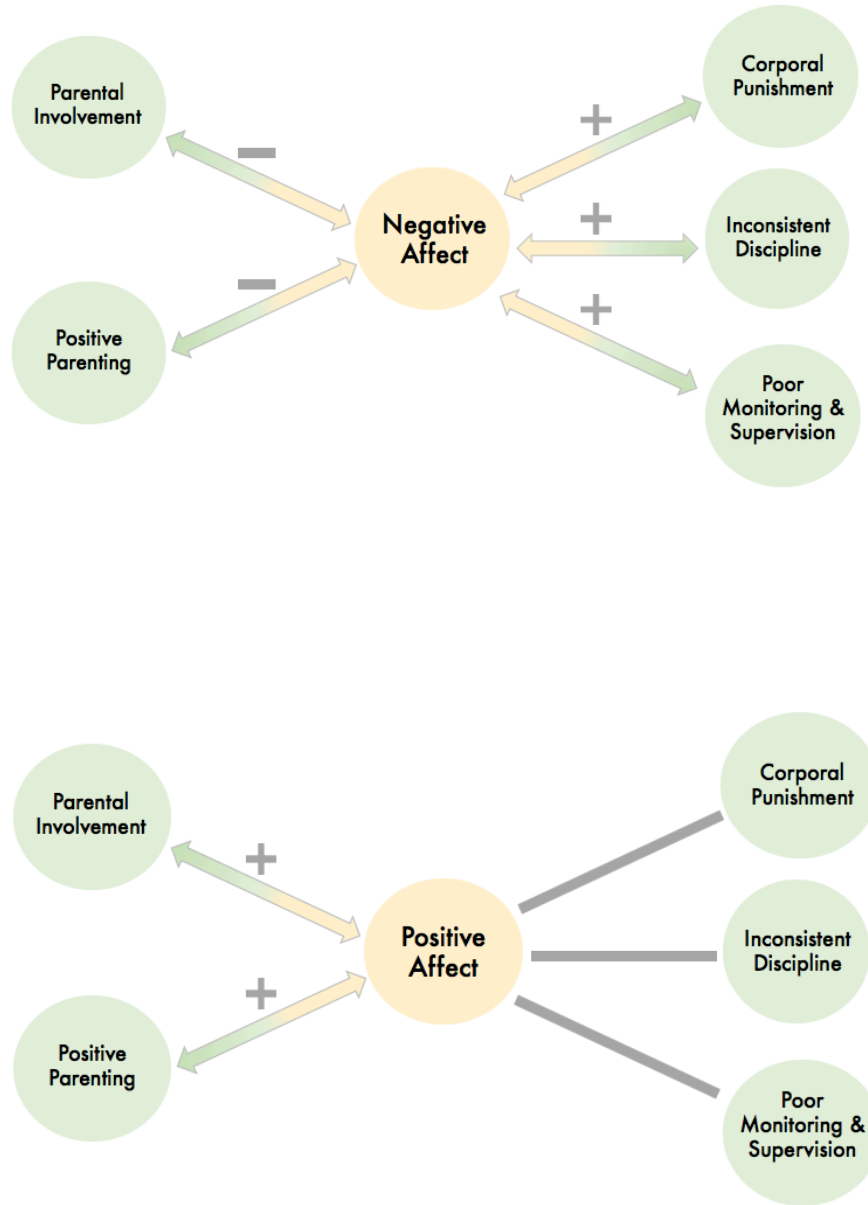 Parental
Involvement
−
Positive
Parenting
−
Negative
Affect
+
Corporal
Punishment
+
Inconsistent
Discipline
+
Poor
Monitoring &
Supervision
Parental
Involvement
+
Positive
Parenting
+
Positive
Affect
Corporal
Punishment
Inconsistent
Discipline
Poor
Monitoring &
Supervision